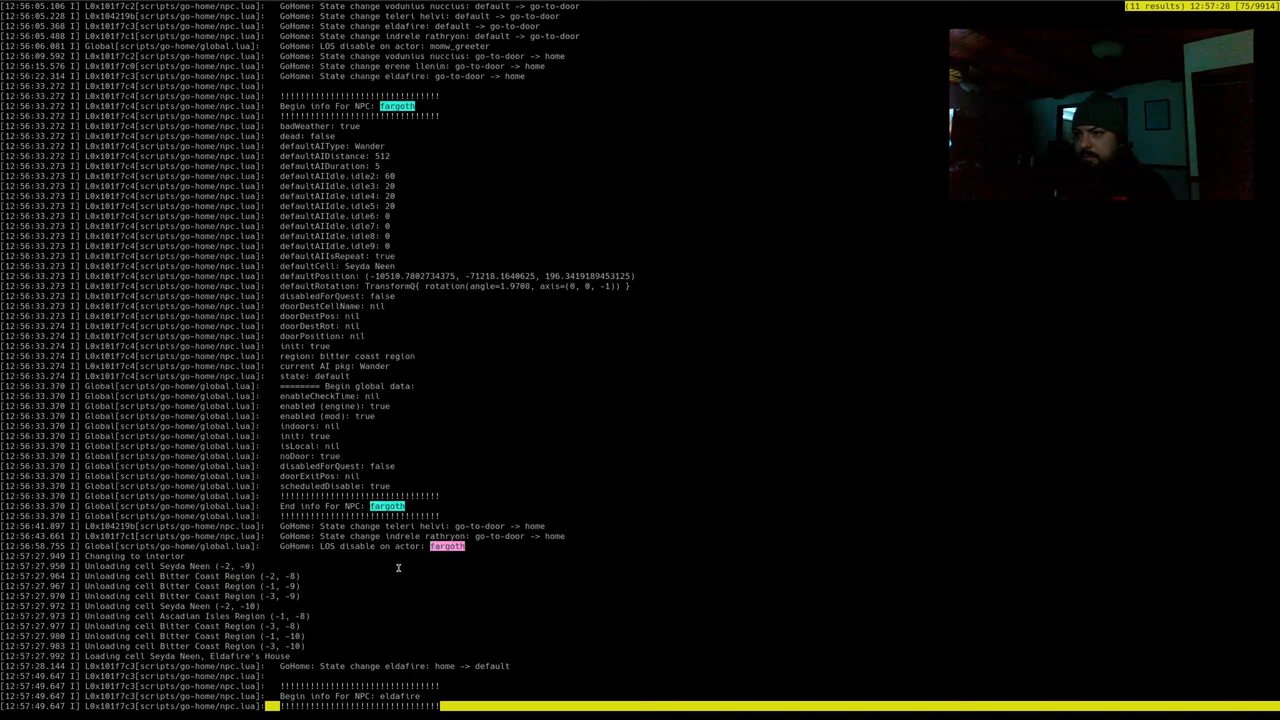 (11 results) 12:57:28 [75/9914]
[12:56:05.106 I] L0x101f7c2[scripts/go-home/npc.lua]:   GoHome: State change vodunius nuccius: default -> go-to-door
[12:56:05.228 I] L0x104219b[scripts/go-home/npc.lua]:   GoHome: State change teleri helvi: default -> go-to-door
[12:56:05.368 I] L0x101f7c3[scripts/go-home/npc.lua]:   GoHome: State change eldafire: default -> go-to-door
[12:56:05.488 I] L0x101f7c1[scripts/go-home/npc.lua]:   GoHome: State change indrele rathryon: default -> go-to-door
[12:56:06.081 I] Global[scripts/go-home/global.lua]:    GoHome: LOS disable on actor: momw_greeter
[12:56:09.592 I] L0x101f7c2[scripts/go-home/npc.lua]:   GoHome: State change vodunius nuccius: go-to-door -> home
[12:56:15.576 I] L0x101f7c0[scripts/go-home/npc.lua]:   GoHome: State change erene llenim: go-to-door -> home
[12:56:22.314 I] L0x101f7c3[scripts/go-home/npc.lua]:   GoHome: State change eldafire: go-to-door -> home
[12:56:33.272 I] L0x101f7c4[scripts/go-home/npc.lua]:
[12:56:33.272 I] L0x101f7c4[scripts/go-home/npc.lua]:   !!!!!!!!!!!!!!!!!!!!!!!!!!!!!!!!
[12:56:33.272 I] L0x101f7c4[scripts/go-home/npc.lua]:   Begin info For NPC: fargoth
[12:56:33.272 I] L0x101f7c4[scripts/go-home/npc.lua]:   !!!!!!!!!!!!!!!!!!!!!!!!!!!!!!!!
[12:56:33.272 I] L0x101f7c4[scripts/go-home/npc.lua]:   badWeather: true
[12:56:33.272 I] L0x101f7c4[scripts/go-home/npc.lua]:   dead: false
[12:56:33.272 I] L0x101f7c4[scripts/go-home/npc.lua]:   defaultAIType: Wander
[12:56:33.272 I] L0x101f7c4[scripts/go-home/npc.lua]:   defaultAIDistance: 512
[12:56:33.273 I] L0x101f7c4[scripts/go-home/npc.lua]:   defaultAIDuration: 5
[12:56:33.273 I] L0x101f7c4[scripts/go-home/npc.lua]:   defaultAIIdle.idle2: 60
[12:56:33.273 I] L0x101f7c4[scripts/go-home/npc.lua]:   defaultAIIdle.idle3: 20
[12:56:33.273 I] L0x101f7c4[scripts/go-home/npc.lua]:   defaultAIIdle.idle4: 20
[12:56:33.273 I] L0x101f7c4[scripts/go-home/npc.lua]:   defaultAIIdle.idle5: 20
[12:56:33.273 I] L0x101f7c4[scripts/go-home/npc.lua]:   defaultAIIdle.idle6: 0
[12:56:33.273 I] L0x101f7c4[scripts/go-home/npc.lua]:   defaultAIIdle.idle7: 0
[12:56:33.273 I] L0x101f7c4[scripts/go-home/npc.lua]:   defaultAIIdle.idle8: 0
[12:56:33.273 I] L0x101f7c4[scripts/go-home/npc.lua]:   defaultAIIdle.idle9: 0
[12:56:33.273 I] L0x101f7c4[scripts/go-home/npc.lua]:   defaultAIIsRepeat: true
[12:56:33.273 I] L0x101f7c4[scripts/go-home/npc.lua]:   defaultCell: Seyda Neen
[12:56:33.273 I] L0x101f7c4[scripts/go-home/npc.lua]:   defaultPosition: (-10510.7802734375, -71218.1640625, 196.3419189453125)
[12:56:33.273 I] L0x101f7c4[scripts/go-home/npc.lua]:   defaultRotation: TransformQ{ rotation(angle=1.9708, axis=(0, 0, -1)) }
[12:56:33.273 I] L0x101f7c4[scripts/go-home/npc.lua]:   disabledForQuest: false
[12:56:33.273 I] L0x101f7c4[scripts/go-home/npc.lua]:   doorDestCellName: nil
[12:56:33.273 I] L0x101f7c4[scripts/go-home/npc.lua]:   doorDestPos: nil
[12:56:33.274 I] L0x101f7c4[scripts/go-home/npc.lua]:   doorDestRot: nil
[12:56:33.274 I] L0x101f7c4[scripts/go-home/npc.lua]:   doorPosition: nil
[12:56:33.274 I] L0x101f7c4[scripts/go-home/npc.lua]:   init: true
[12:56:33.274 I] L0x101f7c4[scripts/go-home/npc.lua]:   region: bitter coast region
[12:56:33.274 I] L0x101f7c4[scripts/go-home/npc.lua]:   current AI pkg: Wander
[12:56:33.274 I] L0x101f7c4[scripts/go-home/npc.lua]:   state: default
[12:56:33.370 I] Global[scripts/go-home/global.lua]:    ======== Begin global data:
[12:56:33.370 I] Global[scripts/go-home/global.lua]:    enableCheckTime: nil
[12:56:33.370 I] Global[scripts/go-home/global.lua]:    enabled (engine): true
[12:56:33.370 I] Global[scripts/go-home/global.lua]:    enabled (mod): true
[12:56:33.370 I] Global[scripts/go-home/global.lua]:    indoors: nil
[12:56:33.370 I] Global[scripts/go-home/global.lua]:    init: true
[12:56:33.370 I] Global[scripts/go-home/global.lua]:    isLocal: nil
[12:56:33.370 I] Global[scripts/go-home/global.lua]:    noDoor: true
[12:56:33.370 I] Global[scripts/go-home/global.lua]:    disabledForQuest: false
[12:56:33.370 I] Global[scripts/go-home/global.lua]:    doorExitPos: nil
[12:56:33.370 I] Global[scripts/go-home/global.lua]:    scheduledDisable: true
[12:56:33.370 I] Global[scripts/go-home/global.lua]:    !!!!!!!!!!!!!!!!!!!!!!!!!!!!!!!!
[12:56:33.370 I] Global[scripts/go-home/global.lua]:    End info For NPC: fargoth
[12:56:33.370 I] Global[scripts/go-home/global.lua]:    !!!!!!!!!!!!!!!!!!!!!!!!!!!!!!!!
[12:56:41.897 I] L0x104219b[scripts/go-home/npc.lua]:   GoHome: State change teleri helvi: go-to-door -> home
[12:56:43.661 I] L0x101f7c1[scripts/go-home/npc.lua]:   GoHome: State change indrele rathryon: go-to-door -> home
[12:56:58.755 I] Global[scripts/go-home/global.lua]:    GoHome: LOS disable on actor: fargoth
[12:57:27.949 I] Changing to interior
[12:57:27.950 I] Unloading cell Seyda Neen (-2, -9)
[12:57:27.964 I] Unloading cell Bitter Coast Region (-2, -8)
[12:57:27.967 I] Unloading cell Bitter Coast Region (-1, -9)
[12:57:27.970 I] Unloading cell Bitter Coast Region (-3, -9)
[12:57:27.972 I] Unloading cell Seyda Neen (-2, -10)
[12:57:27.973 I] Unloading cell Ascadian Isles Region (-1, -8)
[12:57:27.977 I] Unloading cell Bitter Coast Region (-3, -8)
[12:57:27.980 I] Unloading cell Bitter Coast Region (-1, -10)
[12:57:27.983 I] Unloading cell Bitter Coast Region (-3, -10)
[12:57:27.992 I] Loading cell Seyda Neen, Eldafire's House
[12:57:28.144 I] L0x101f7c3[scripts/go-home/npc.lua]:   GoHome: State change eldafire: home -> default
[12:57:49.647 I] L0x101f7c3[scripts/go-home/npc.lua]:
[12:57:49.647 I] L0x101f7c3[scripts/go-home/npc.lua]:   !!!!!!!!!!!!!!!!!!!!!!!!!!!!!!!!
[12:57:49.647 I] L0x101f7c3[scripts/go-home/npc.lua]:   Begin info For NPC: eldafire
[12:57:49.647 I] L0x101f7c3[scripts/go-home/npc.lua]:   !!!!!!!!!!!!!!!!!!!!!!!!!!!!!!!!